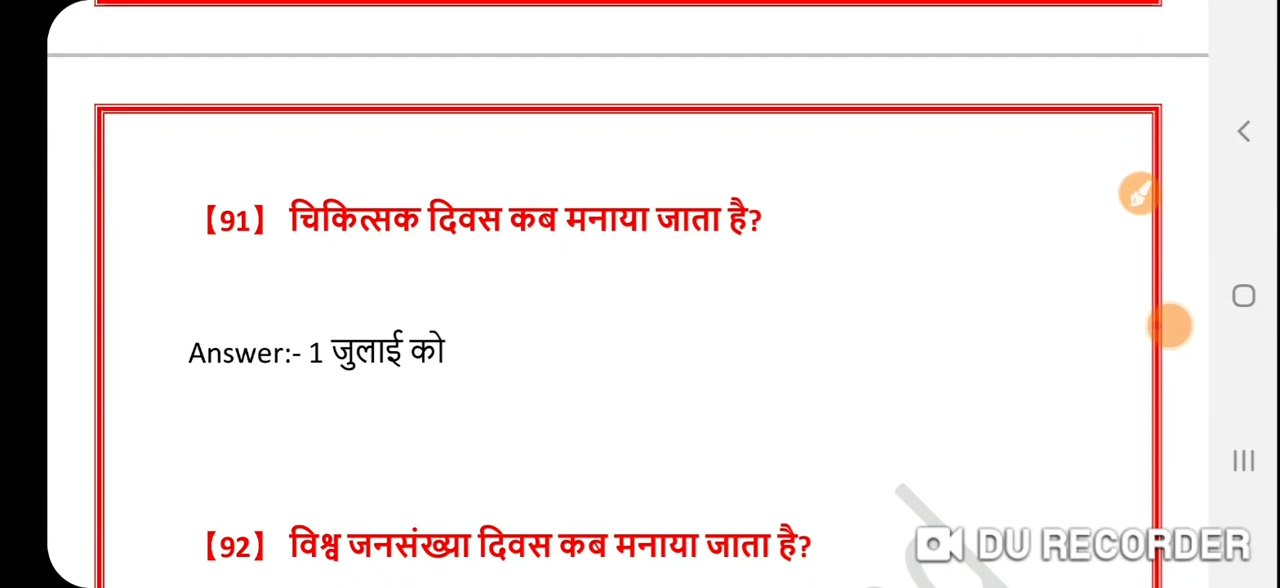 【91】 चिकित्सक दिवस कब मनाया जाता है?
Answer:- 1 जुलाई को
【92】 विश्व जनसंख्या दिवस कब मनाया जाता है?
DU RECORDER